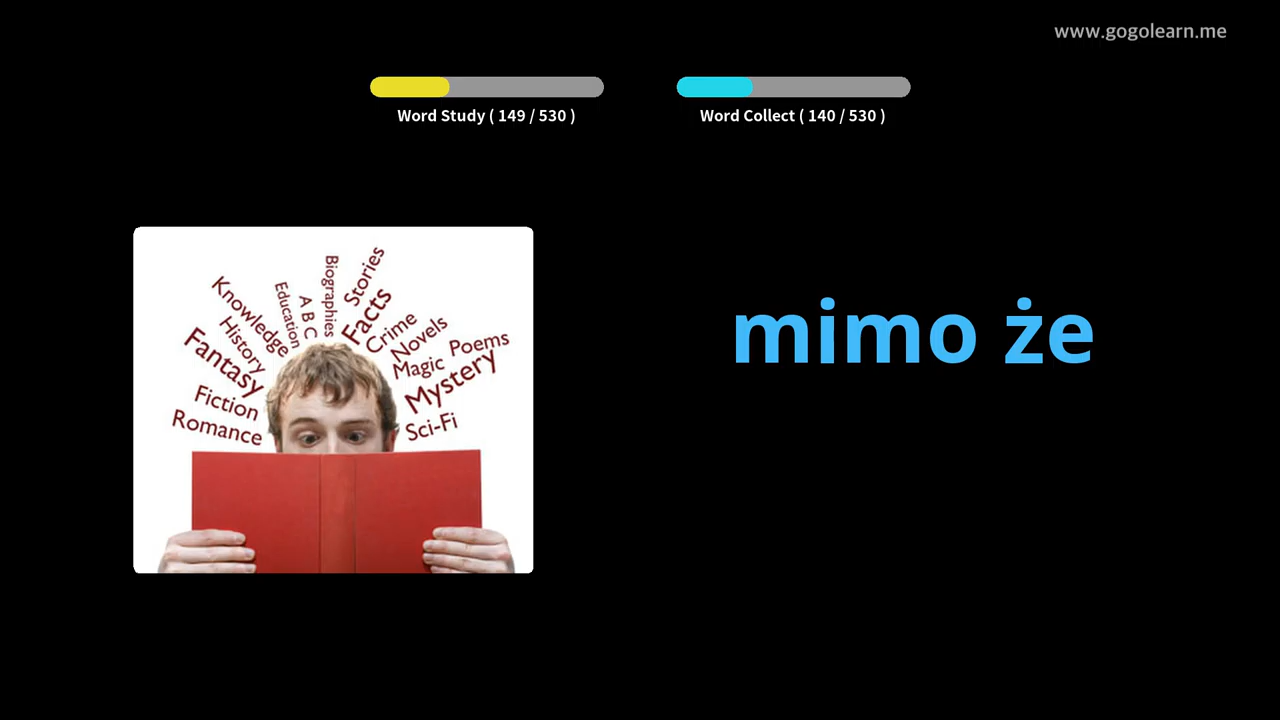 www.gogolearn.me
Word Study ( 149 / 530 )
Word Collect ( 140 / 530 )
mimo że
Biographies
Stories
Education
A B C
Facts
Knowledge
Crime
History
Novels
Poems
Fantasy
Magic
Mystery
Fiction
Romance
Sci-Fi